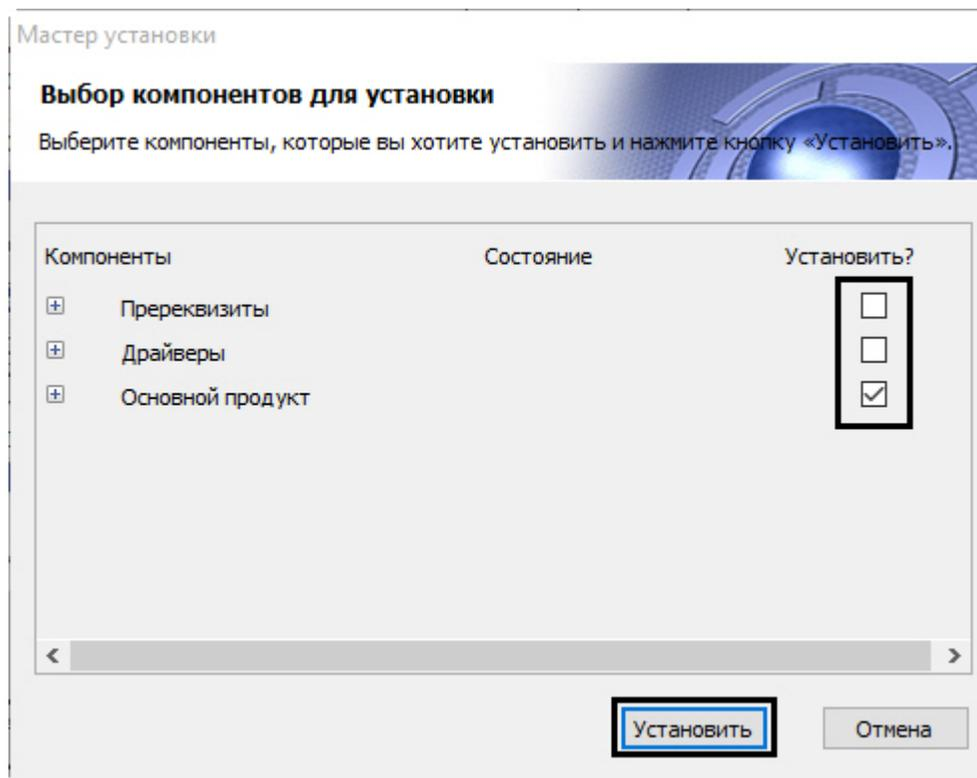 Мастер установки
Выбор компонентов для установки
Выберите компоненты, которые вы хотите установить и нажмите кнопку «Установить».
Компоненты Состояние Установить?
Пререквизиты
Драйверы
Основной продукт
Установить Отмена